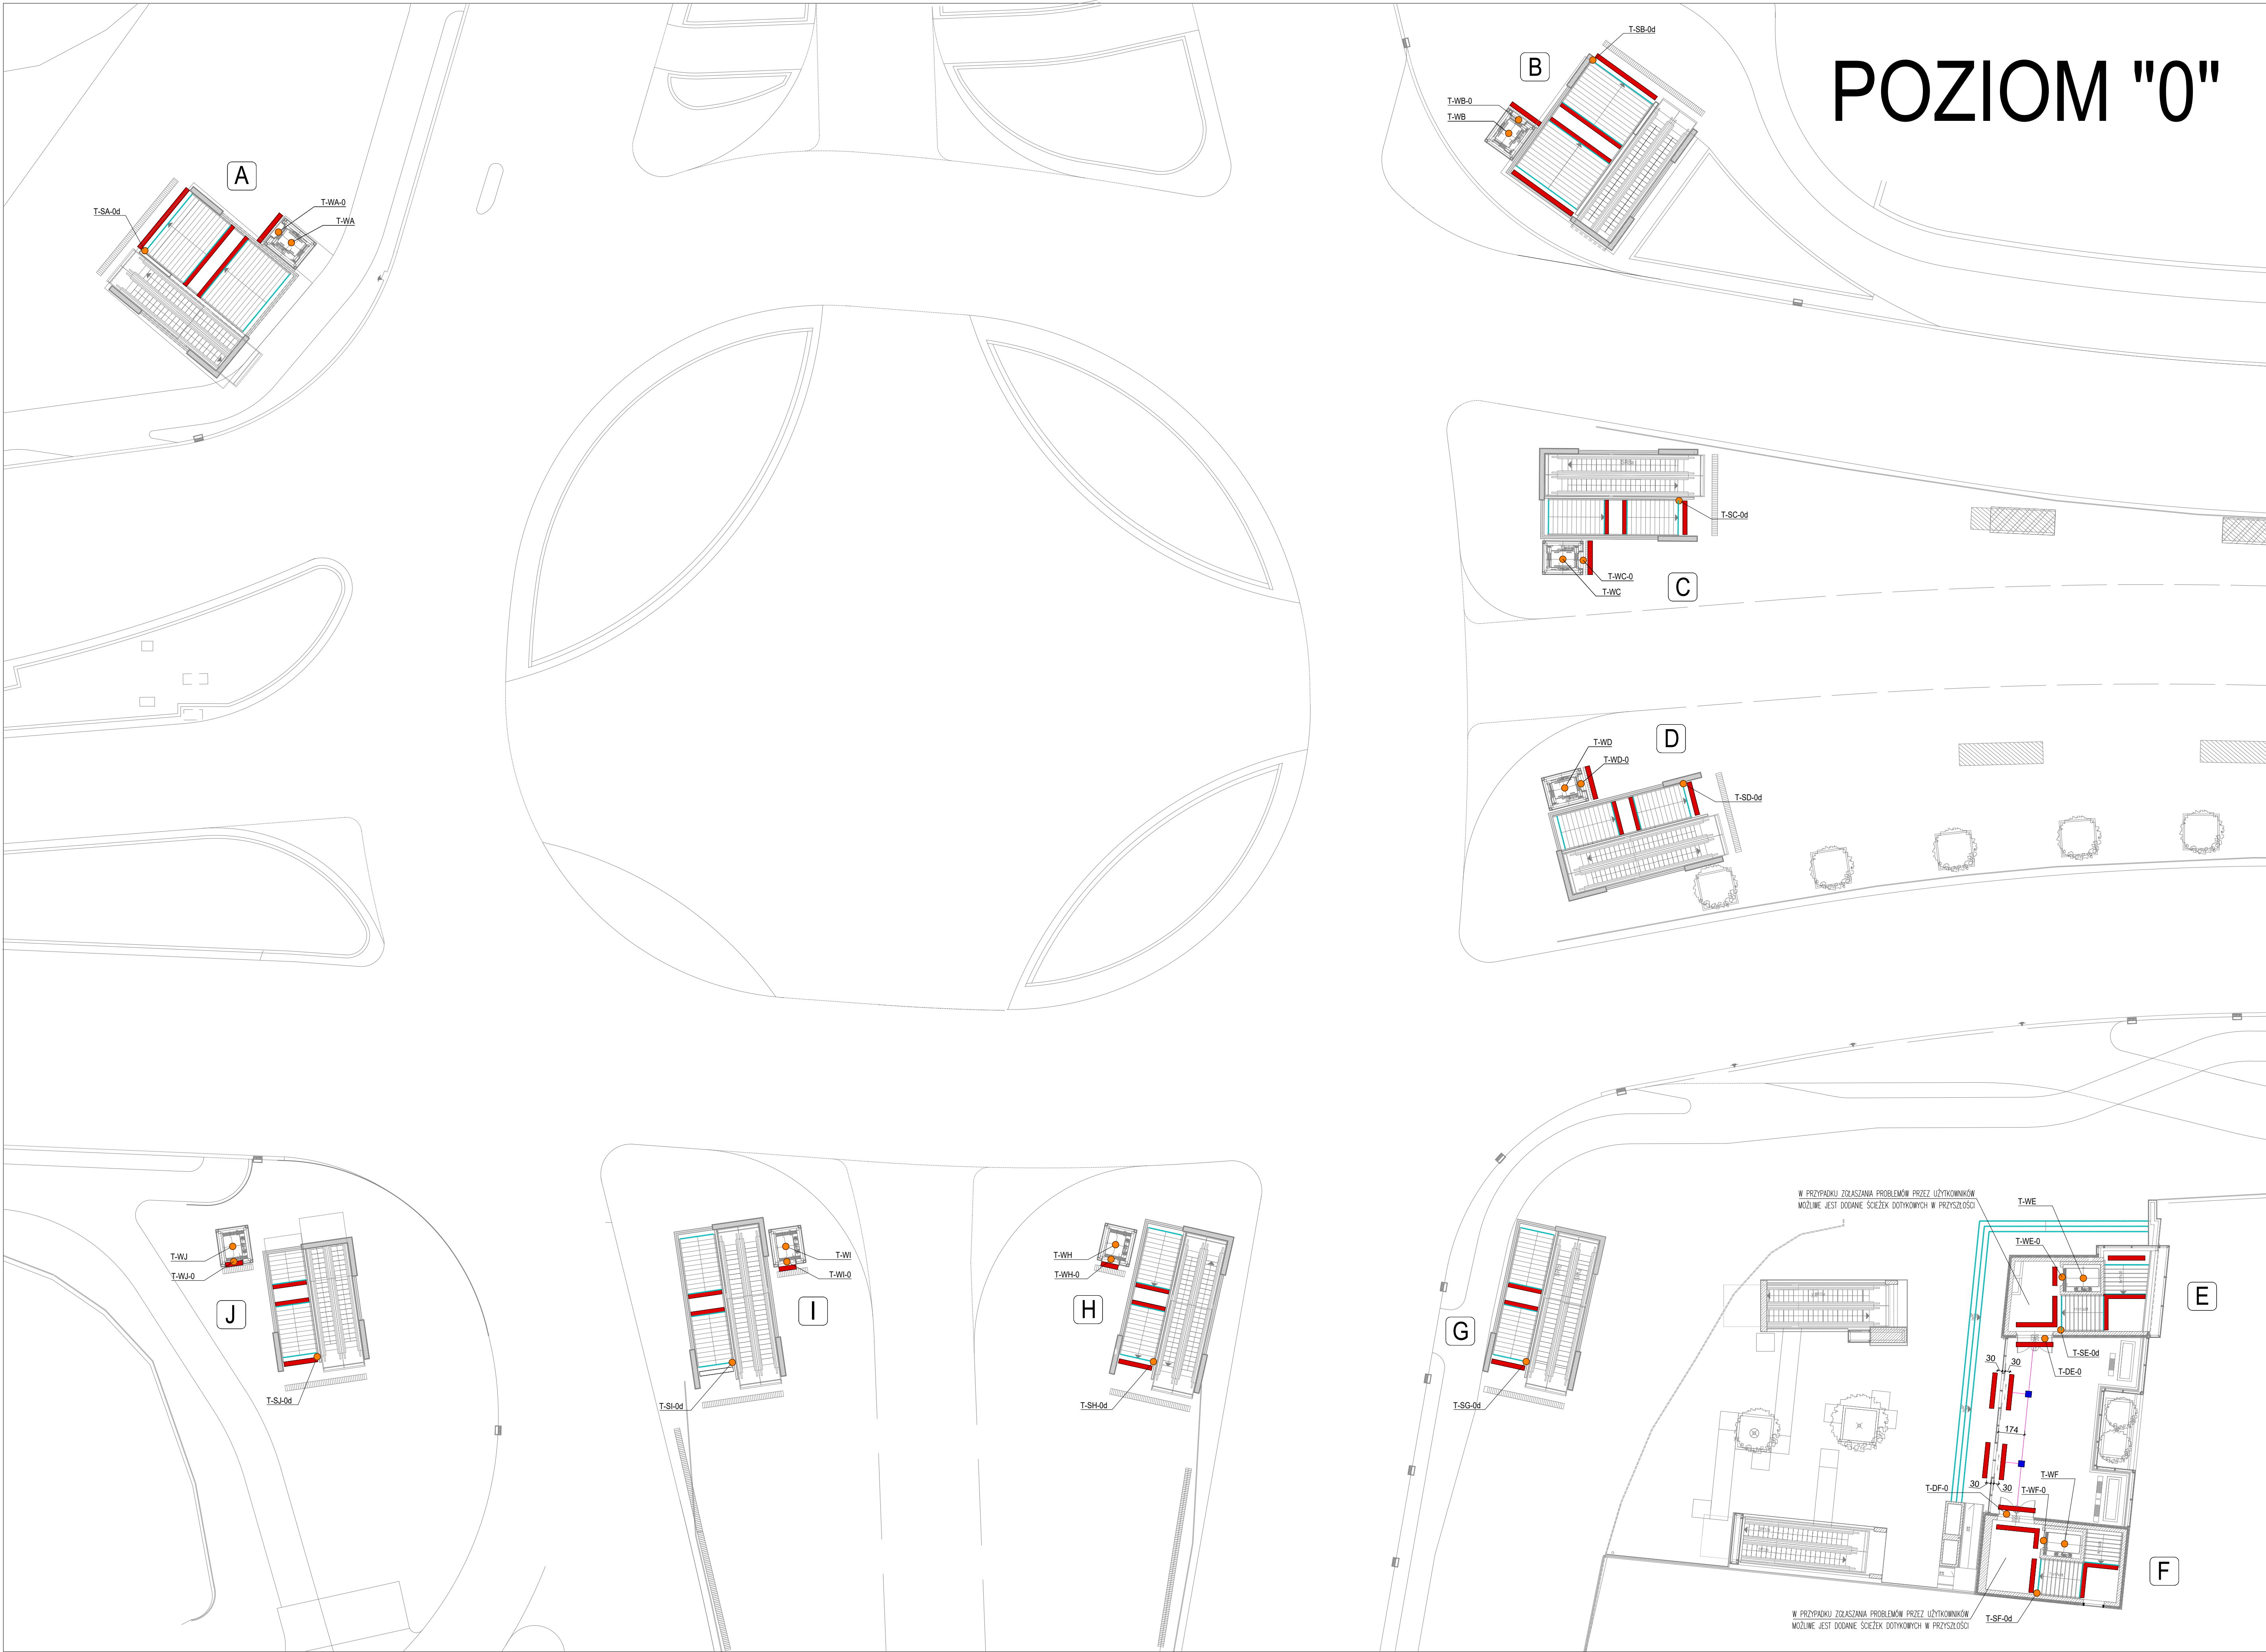 POZIOM "0"
T-SB-0d
B
T-WB-0
T-WB
A
T-WA-0
T-SA-0d
T-WA
T-SC-0d
T-WC-0
C
T-WC
D
T-WD
T-WD-0
T-SD-0d
W PRZYPADKU ZGŁASZANIA PROBLEMÓW PRZEZ UŻYTKOWNIKÓW
MOŻLIWE JEST DODANIE ŚCIEŻEK DOTYKOWYCH W PRZYSZŁOŚCI
T-WE
T-WE-0
E
T-SE-0d
T-DE-0
30
30
174
30
30
T-WF
T-DF-0
T-WF-0
F
T-SF-0d
W PRZYPADKU ZGŁASZANIA PROBLEMÓW PRZEZ UŻYTKOWNIKÓW
MOŻLIWE JEST DODANIE ŚCIEŻEK DOTYKOWYCH W PRZYSZŁOŚCI
T-WJ
T-WJ-0
J
T-SJ-0d
T-WI
T-WI-0
I
T-SI-0d
T-WH
T-WH-0
H
T-SH-0d
G
T-SG-0d